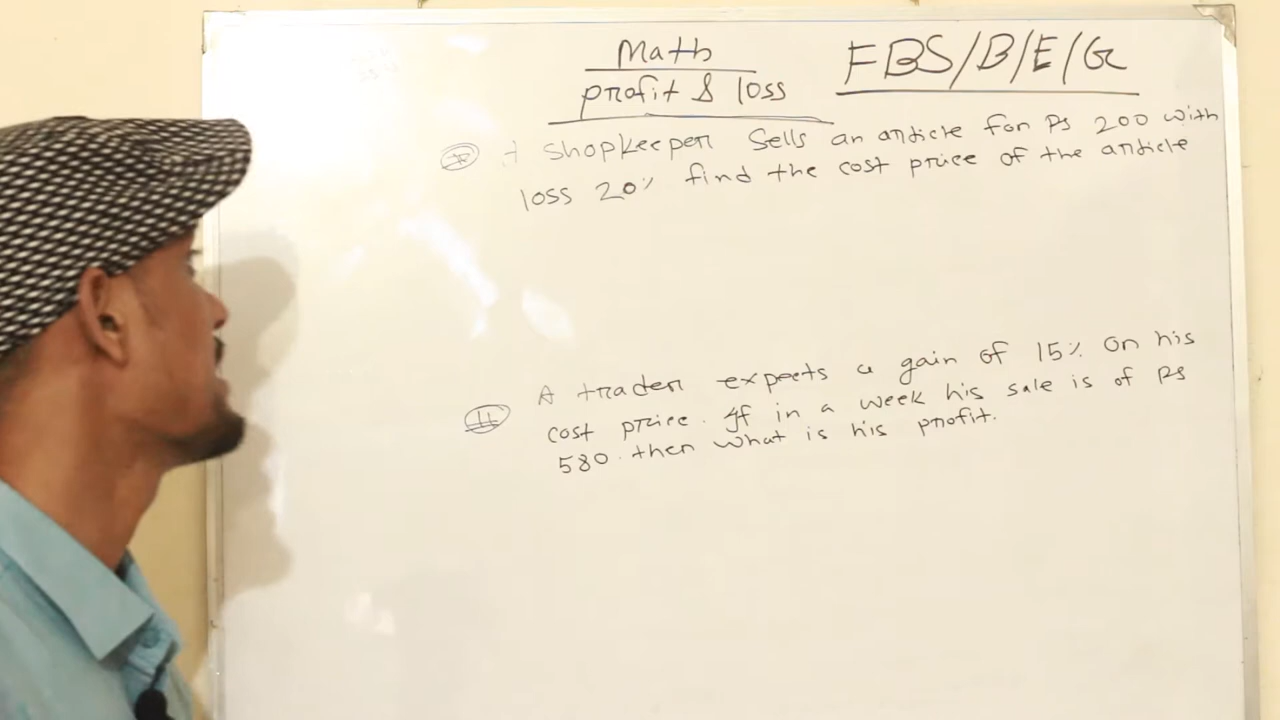 Math
profit & loss
FBS/B/E/G
I shopkeeper sells an article for Rs 200 with
loss 20% find the cost price of the article
II A trader expects a gain of 15% on his
cost price. If in a week his sale is of Rs
580. then what is his profit.